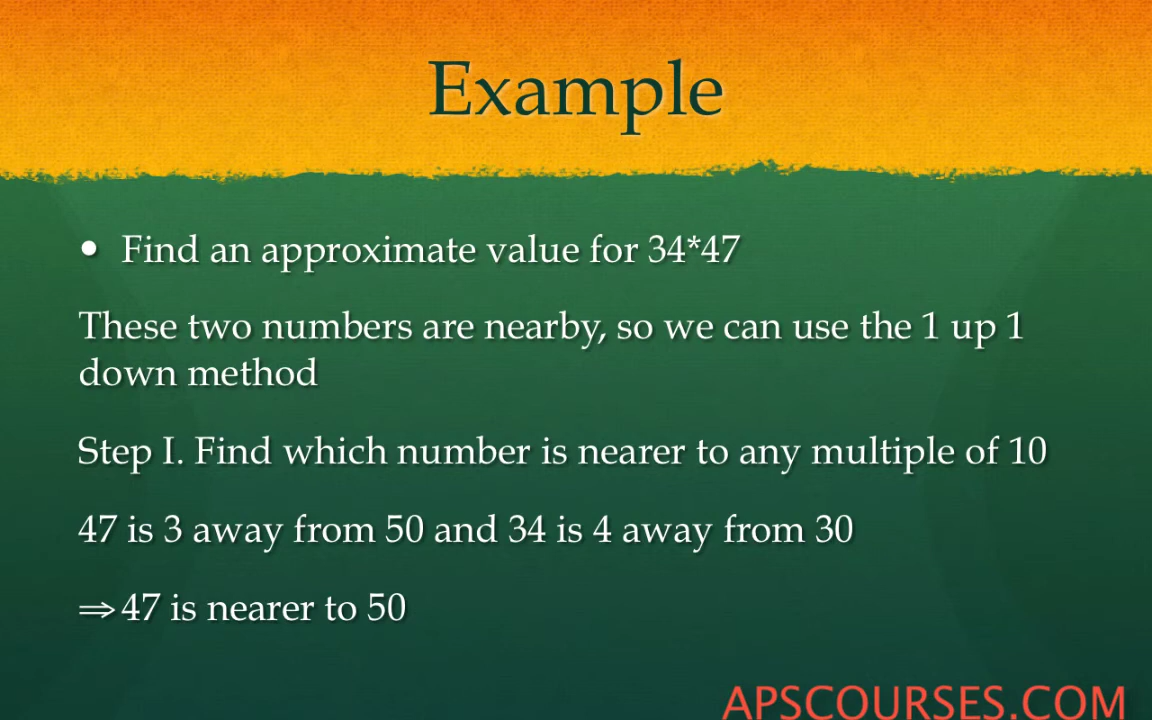 Example
• Find an approximate value for 34*47
These two numbers are nearby, so we can use the 1 up 1
down method
Step I. Find which number is nearer to any multiple of 10
47 is 3 away from 50 and 34 is 4 away from 30
⇒47 is nearer to 50
APSCOURSES.COM